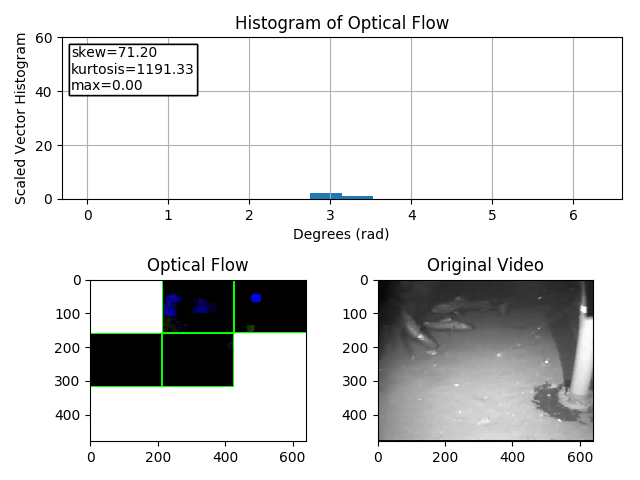 Histogram of Optical Flow
60
40
20
0
Scaled Vector Histogram
skew=71.20
kurtosis=1191.33
max=0.00
0 1 2 3 4 5 6
Degrees (rad)
Optical Flow
0
100
200
300
400
0 200 400 600
Original Video
0
100
200
300
400
0 200 400 600